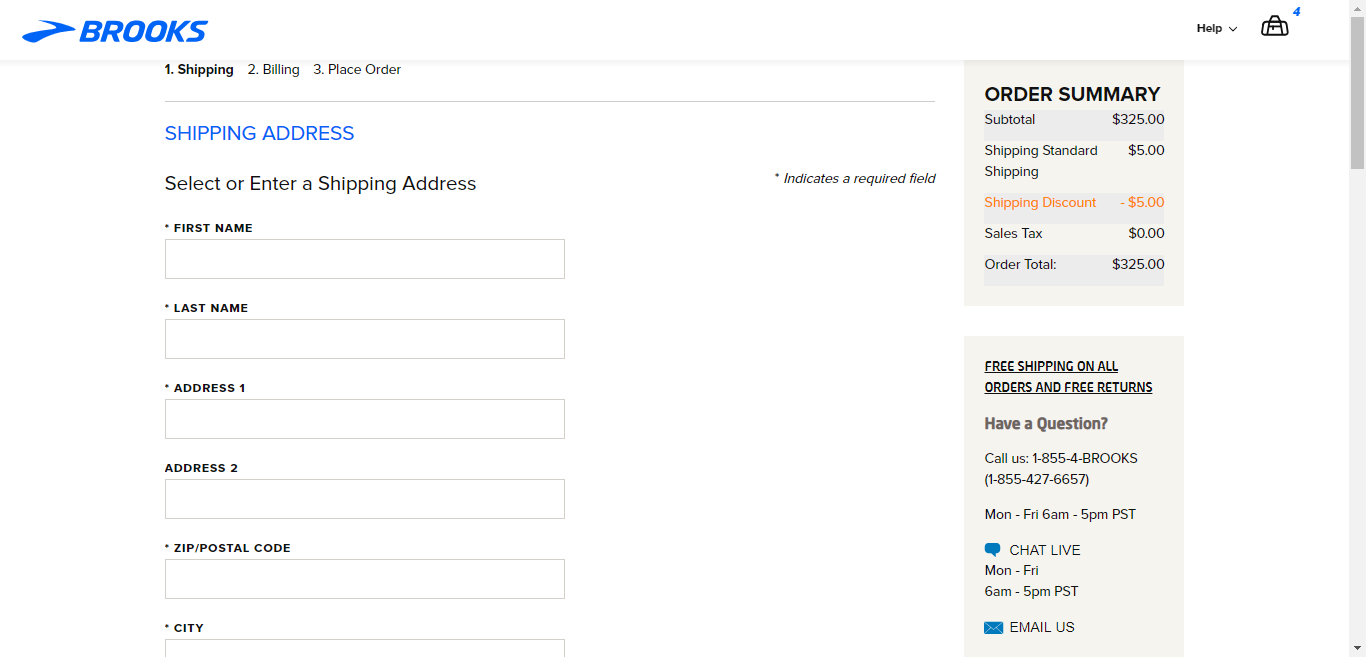 BROOKS
Help
4
1. Shipping 2. Billing 3. Place Order
SHIPPING ADDRESS
Select or Enter a Shipping Address
* Indicates a required field
* FIRST NAME
* LAST NAME
* ADDRESS 1
ADDRESS 2
* ZIP/POSTAL CODE
* CITY
ORDER SUMMARY
Subtotal $325.00
Shipping Standard $5.00
Shipping
Shipping Discount - $5.00
Sales Tax $0.00
Order Total: $325.00
FREE SHIPPING ON ALL
ORDERS AND FREE RETURNS
Have a Question?
Call us: 1-855-4-BROOKS
(1-855-427-6657)
Mon - Fri 6am - 5pm PST
CHAT LIVE
Mon - Fri
6am - 5pm PST
EMAIL US